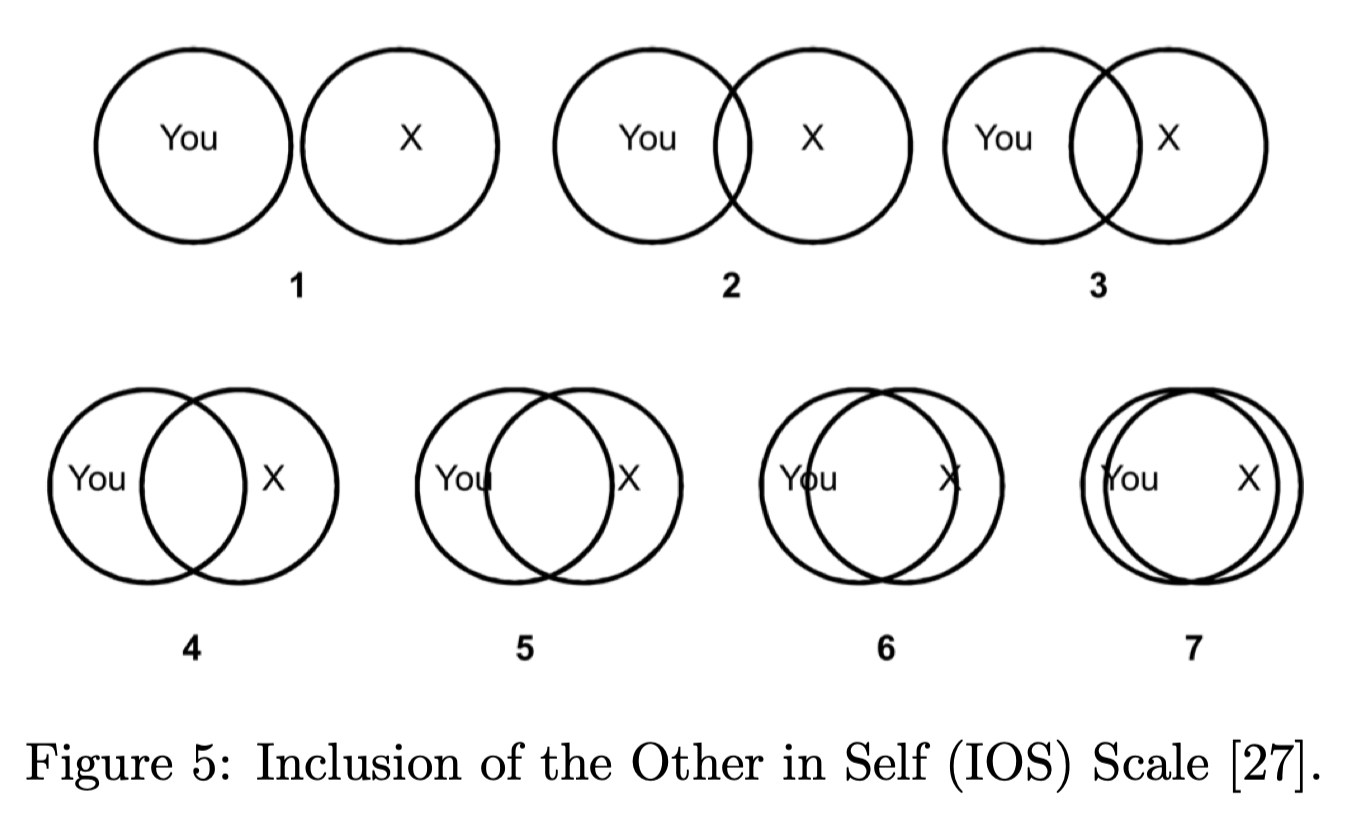 You X You X You X
1 2 3
You X You X You X You X
4 5 6 7
Figure 5: Inclusion of the Other in Self (IOS) Scale [27].